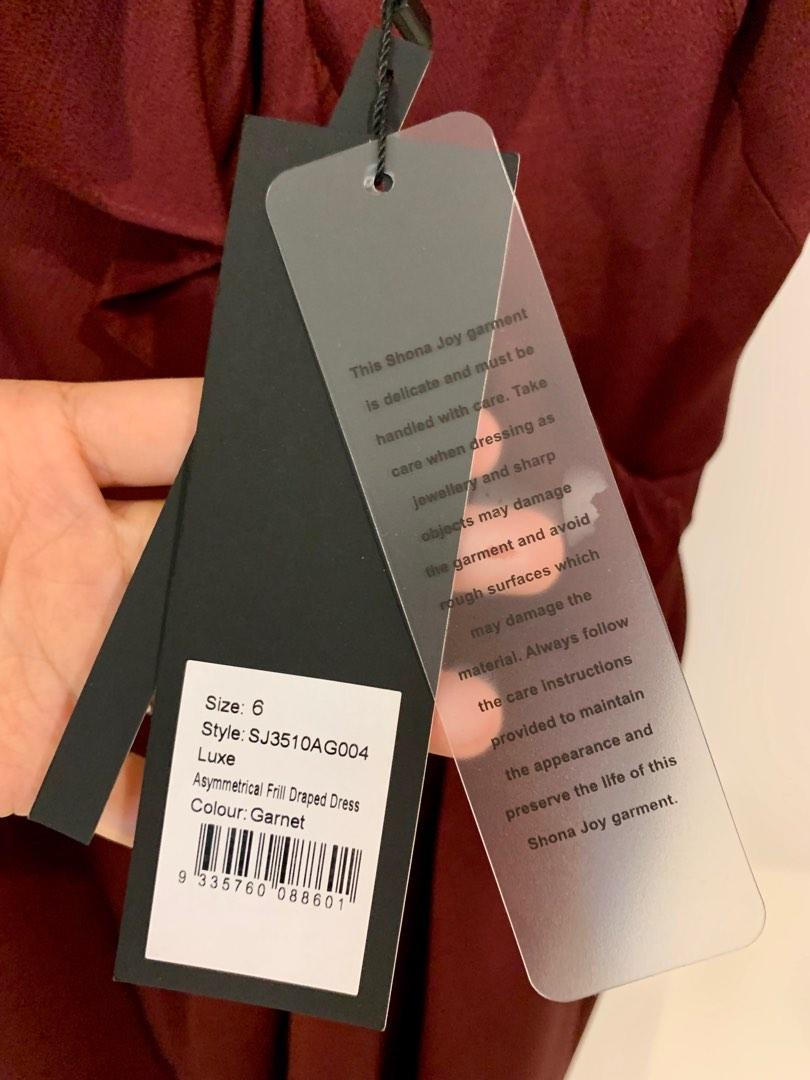 This Shona Joy garment
is delicate and must be
handled with care. Take
care when dressing as
jewellery and sharp
objects may damage
the garment and avoid
rough surfaces which
may damage the
material. Always follow
the care instructions
provided to maintain
the appearance and
preserve the life of this
Shona Joy garment.
Size: 6
Style: SJ3510AG004
Luxe
Asymmetrical Frill Draped Dress
Colour: Garnet
9 335760 088601